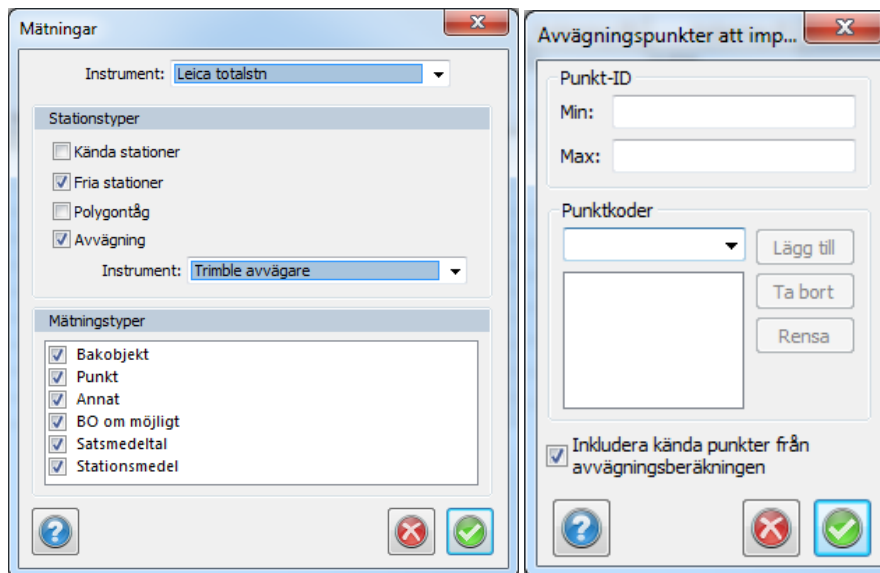 Mätningar
Instrument: Leica totalstn
Stationstyper
Kända stationer
Fria stationer
Polygontåg
Avvägning
Instrument: Trimble avvägare
Mätningstyper
Bakobjekt
Punkt
Annat
BO om möjligt
Satsmedeltal
Stationsmedel
Avvägningspunkter att imp...
Punkt-ID
Min:
Max:
Punktkoder
Lägg till
Ta bort
Rensa
Inkludera kända punkter från
avvägningsberäkningen